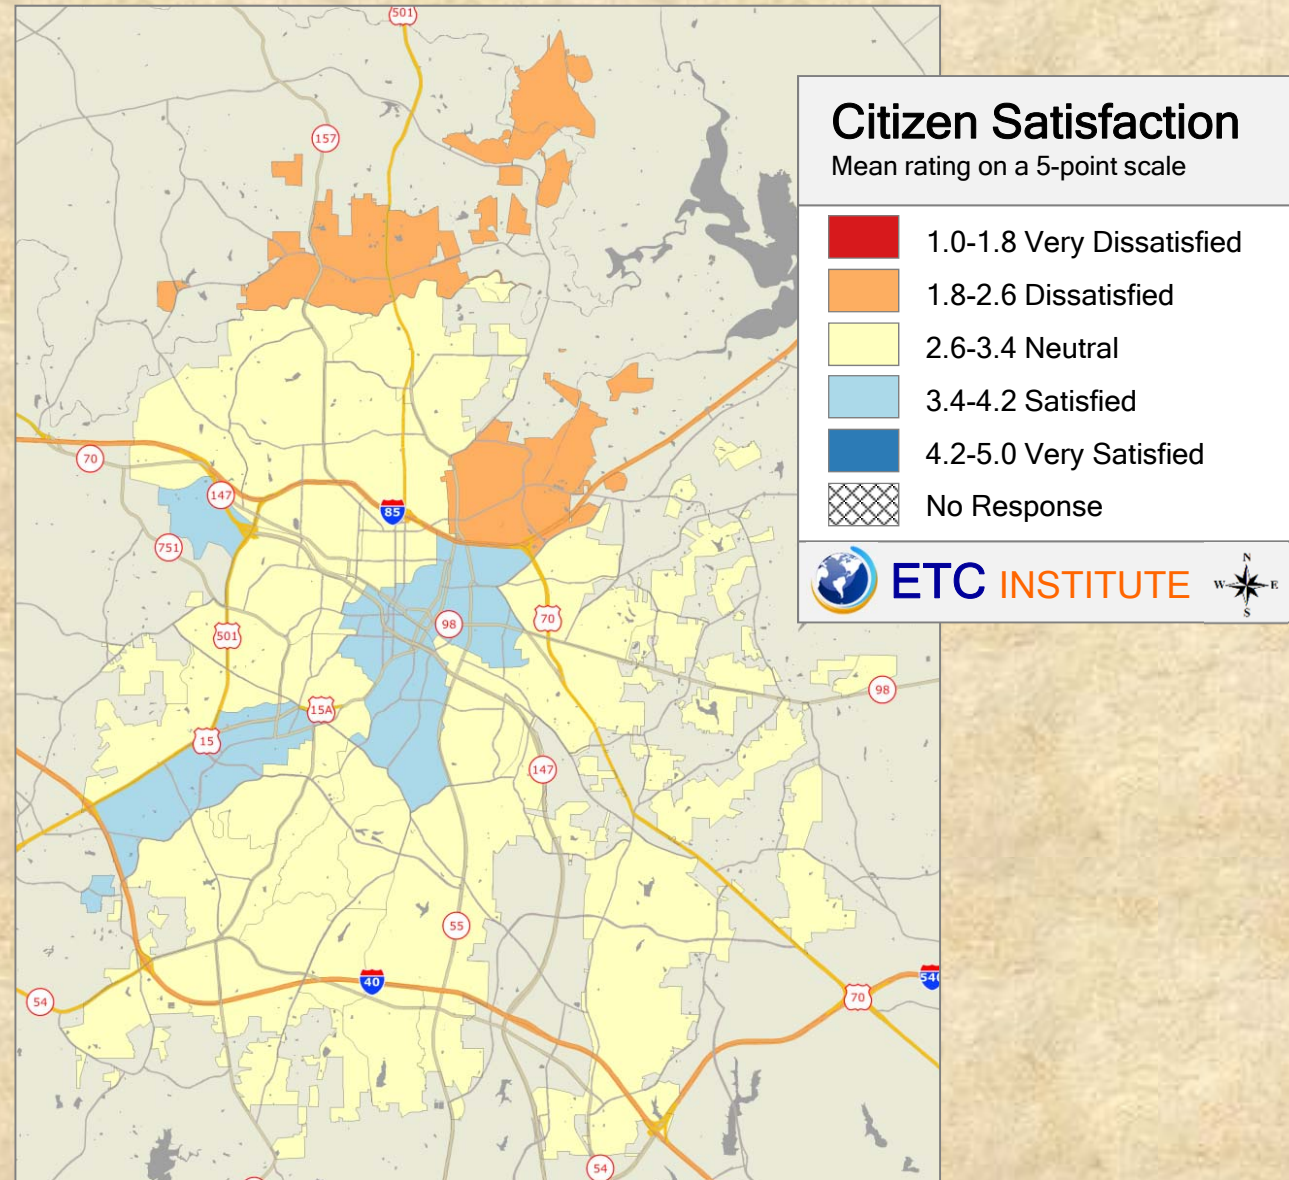 501
157
Citizen Satisfaction
Mean rating on a 5-point scale
1.0-1.8 Very Dissatisfied
1.8-2.6 Dissatisfied
2.6-3.4 Neutral
3.4-4.2 Satisfied
4.2-5.0 Very Satisfied
No Response
ETC INSTITUTE
N
W
E
S
70
147
85
751
501
98
70
98
15A
15
147
55
40
54
540
70
54